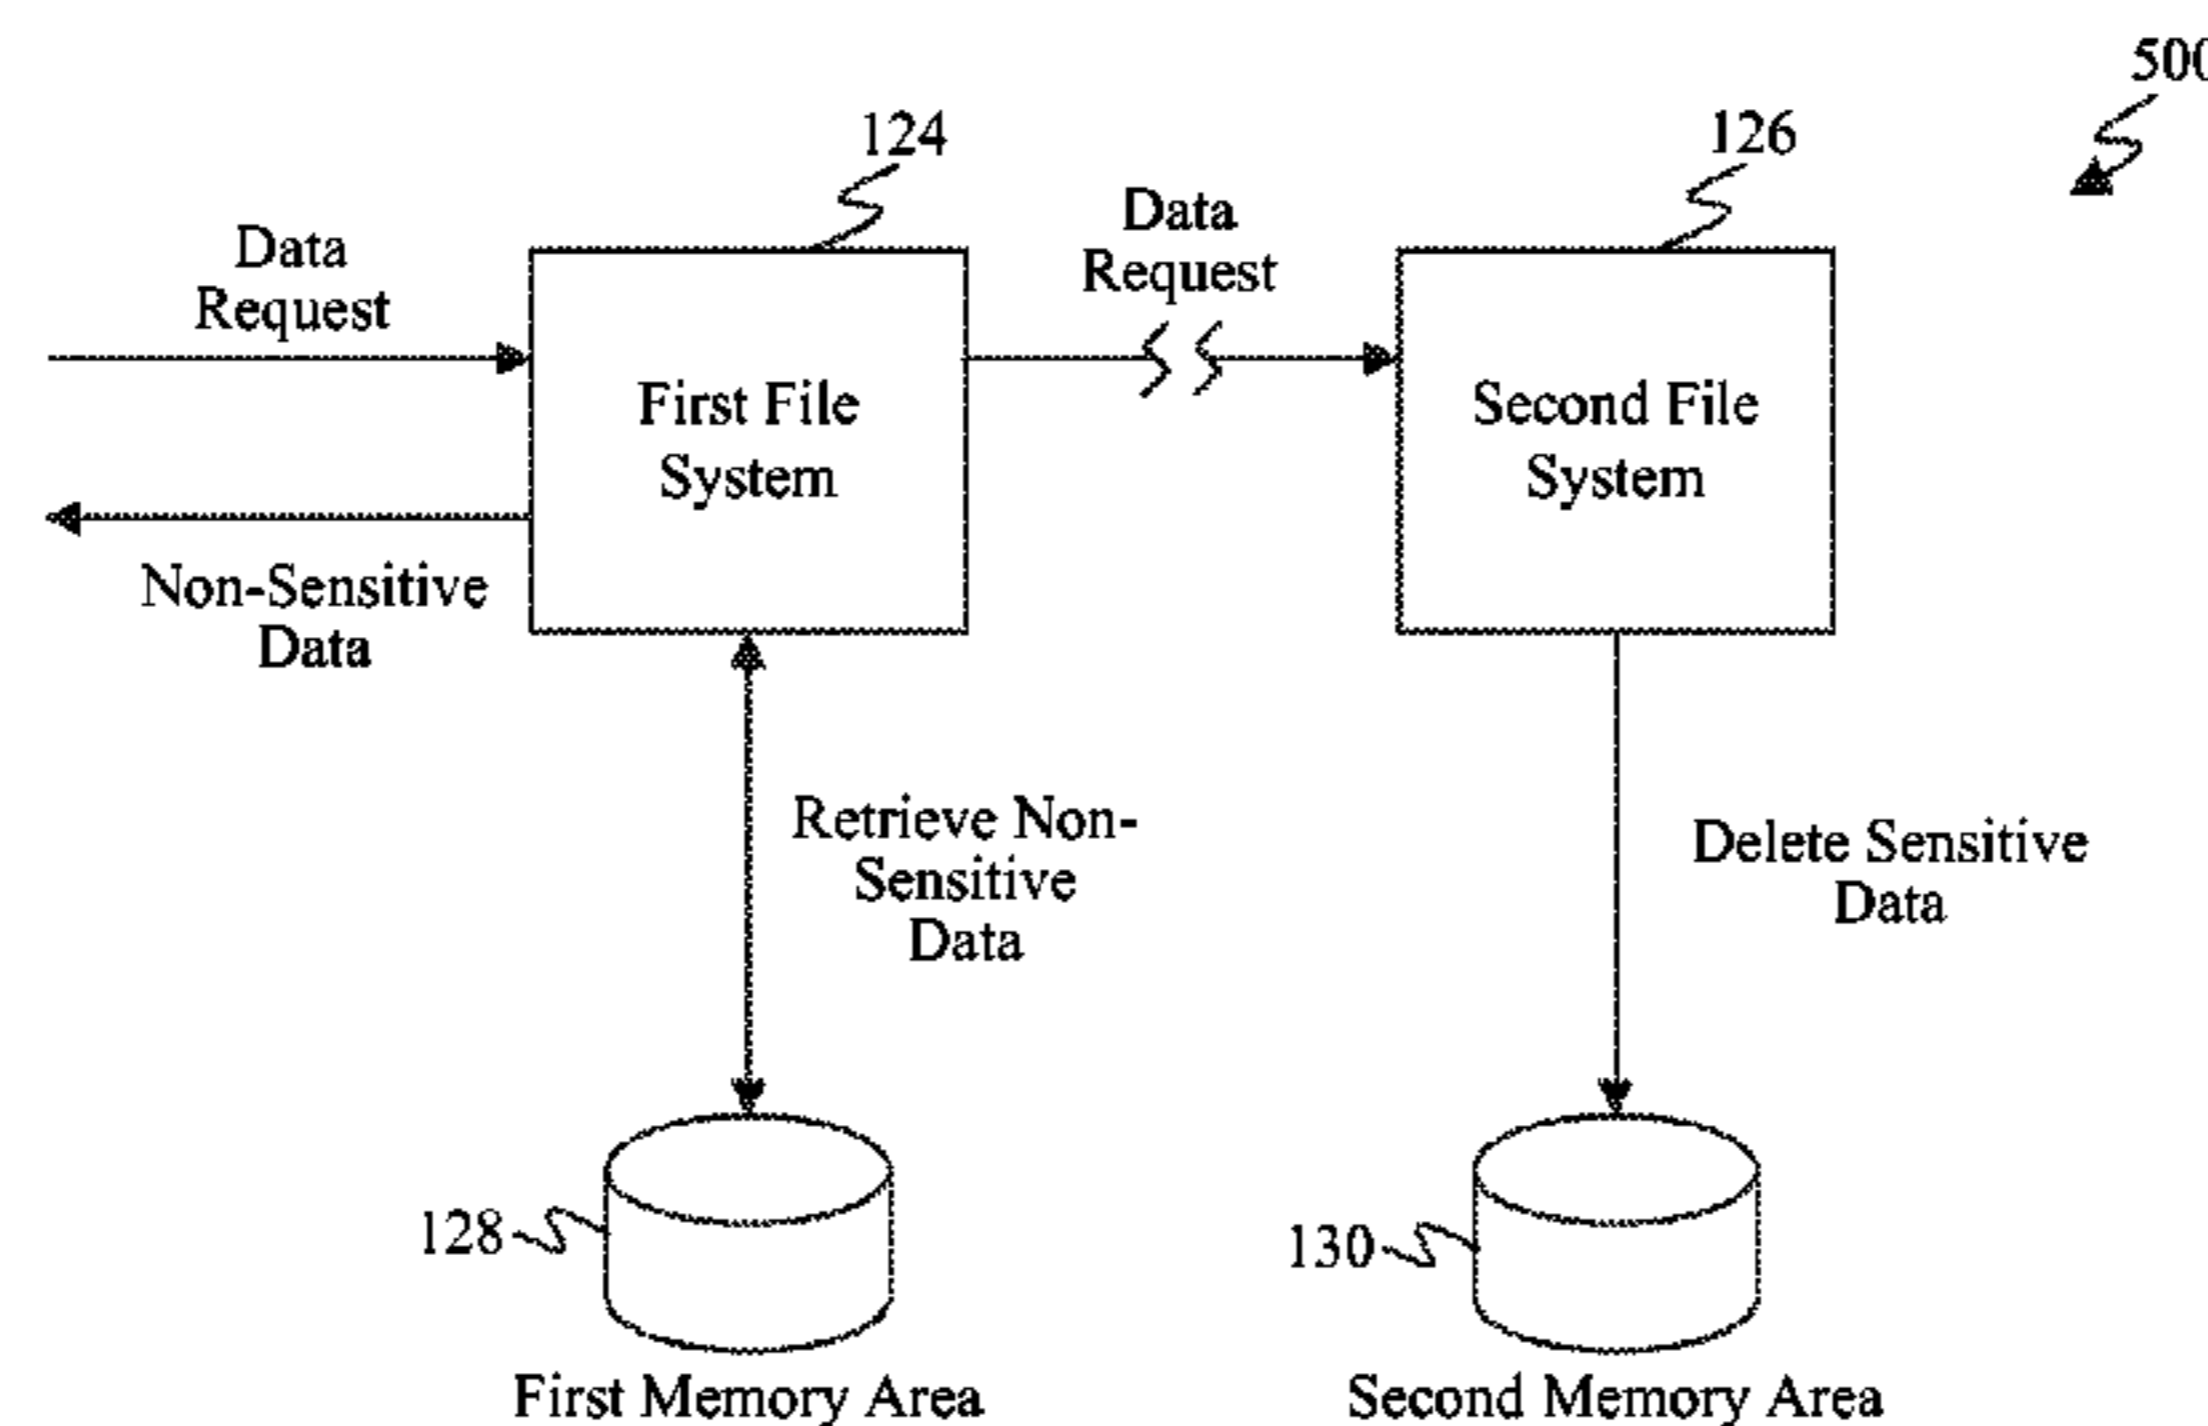 500
124
126
Data
Request
Data
Request
First File
System
Second File
System
Non-Sensitive
Data
Retrieve Non-
Sensitive
Data
Delete Sensitive
Data
128
130
First Memory Area
Second Memory Area